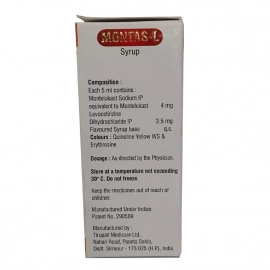 MONTAS-L
Syrup
Composition :
Each 5 ml contains :
Montelukast Sodium IP
equivalent to Montelukast 4 mg
Levocetirizine
Dihydrochloride IP 2.5 mg
Flavoured Syrup base q.s.
Colours : Quinoline Yellow WS &
Erythrosine
Dosage : As directed by the Physician.
Store at a temperature not exceeding
30° C. Do not freeze.
Keep the medicines out of reach of
children.
Manufactured Under Indian
Patent No. 290589
Manufactured by :
Tirupati Medicare Ltd.
Nahan Road, Paonta Sahib,
Distt. Sirmour - 173 025 (H.P.), India